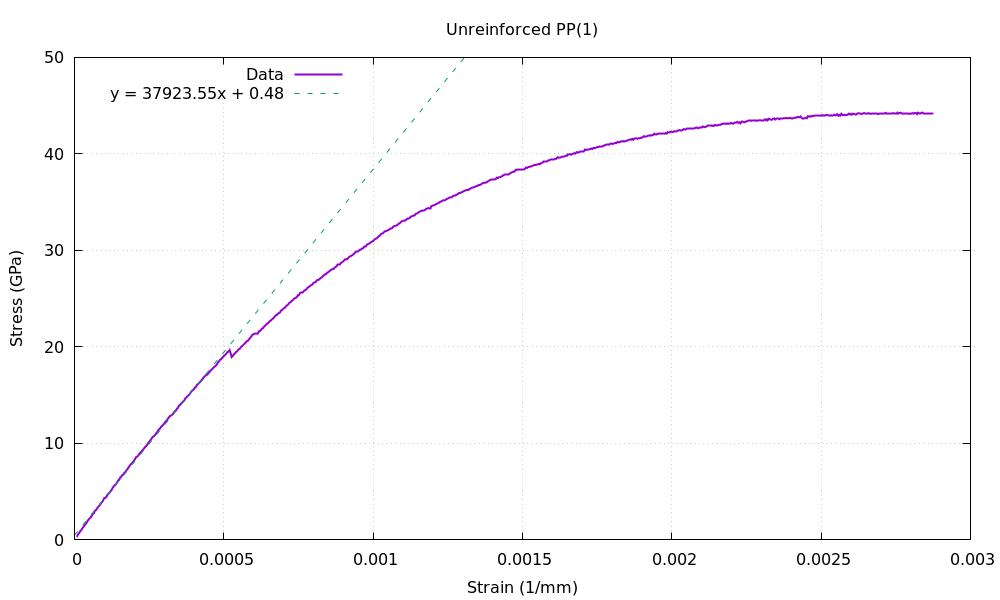 Unreinforced PP(1)
Data
y = 37923.55x + 0.48
50
40
30
20
10
0
Stress (GPa)
0 0.0005 0.001 0.0015 0.002 0.0025 0.003
Strain (1/mm)